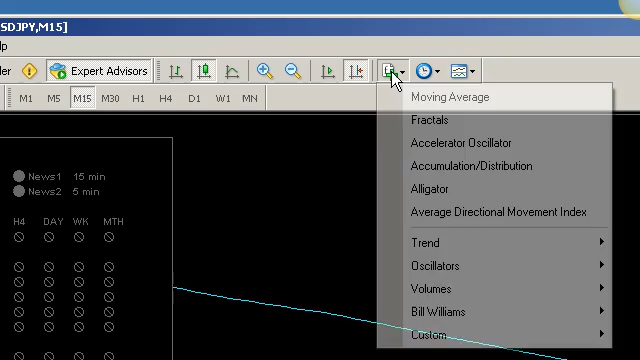 SDJPY,M15]
lp
ler Expert Advisors
M1 M5 M15 M30 H1 H4 D1 W1 MN
Moving Average
Fractals
Accelerator Oscillator
Accumulation/Distribution
Alligator
Average Directional Movement Index
Trend
Oscillators
Volumes
Bill Williams
Custom
News1 15 min
News2 5 min
H4 DAY WK MTH